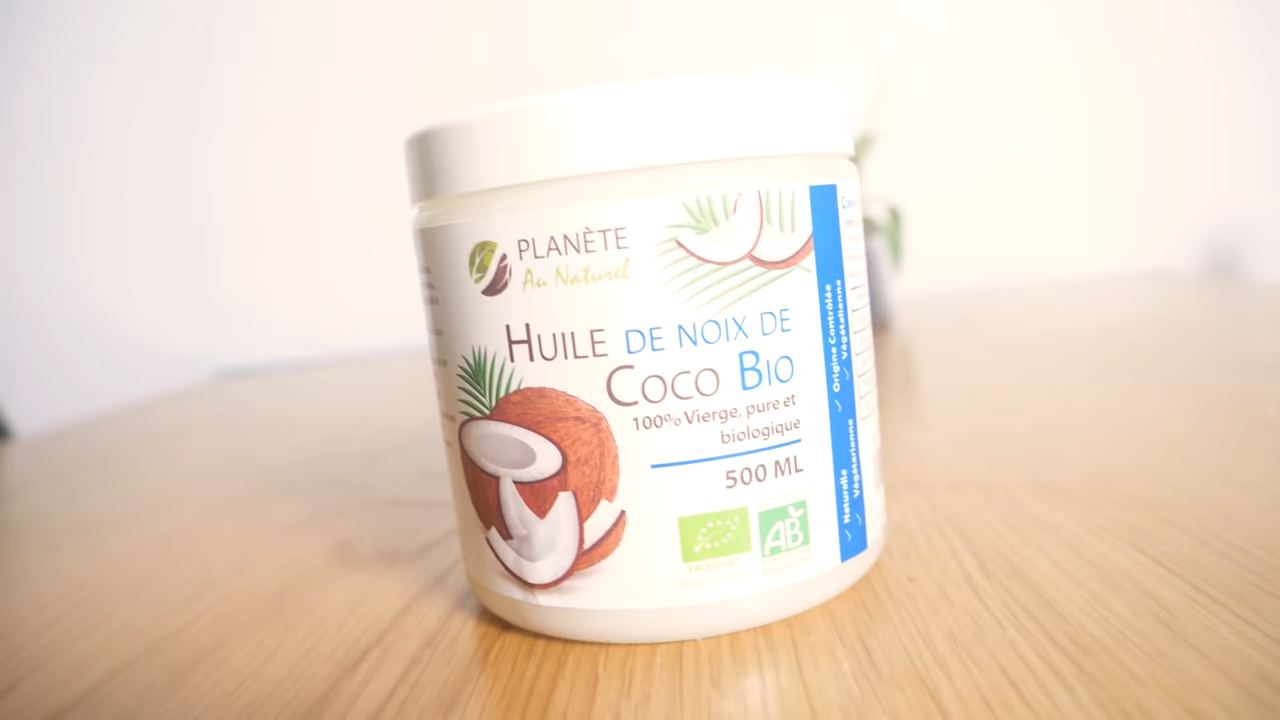 PLANÈTE
Au Naturel
HUILE DE NOIX DE
COCO BIO
100% Vierge, pure et
biologique
500 ML
AB
Naturelle
Végétarienne
Origine Contrôlée
Végétalienne